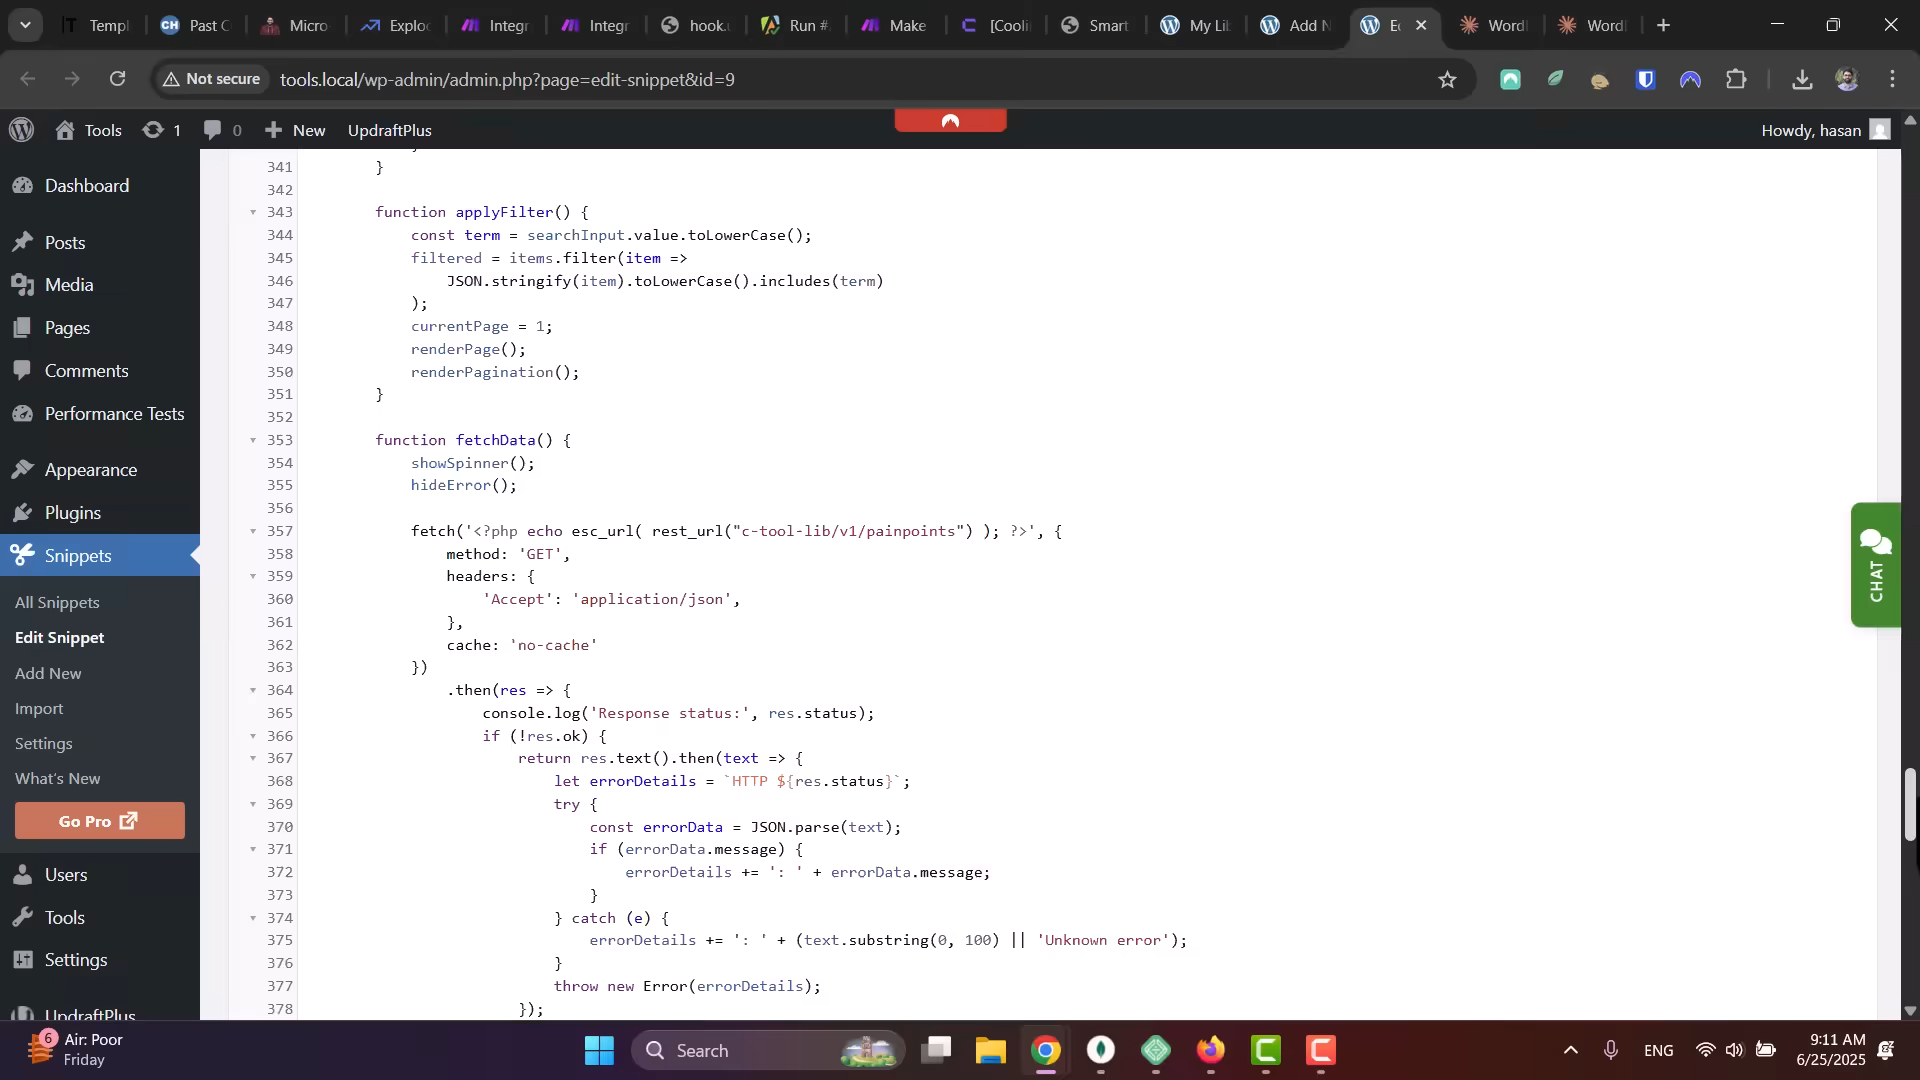 Templ
Past C
Micro
Explo
Integr
Integr
hook.
Run #
Make
[Cooli
Smart
My Li
Add N
Word
Word
Not secure
tools.local/wp-admin/admin.php?page=edit-snippet&id=9
Tools
1
0
New
UpdraftPlus
Howdy, hasan
Dashboard
Posts
Media
Pages
Comments
Performance Tests
Appearance
Plugins
Snippets
All Snippets
Edit Snippet
Add New
Import
Settings
What's New
Go Pro
Users
Tools
Settings
UpdraftPlus
341 }
342
343 function applyFilter() {
344 const term = searchInput.value.toLowerCase();
345 filtered = items.filter(item =>
346 JSON.stringify(item).toLowerCase().includes(term)
347 );
348 currentPage = 1;
349 renderPage();
350 renderPagination();
351 }
352
353 function fetchData() {
354 showSpinner();
355 hideError();
356
357 fetch('<?php echo esc_url( rest_url("c-tool-lib/v1/painpoints") ); ?>', {
358 method: 'GET',
359 headers: {
360 'Accept': 'application/json',
361 },
362 cache: 'no-cache'
363 })
364 .then(res => {
365 console.log('Response status:', res.status);
366 if (!res.ok) {
367 return res.text().then(text => {
368 let errorDetails = `HTTP ${res.status}`;
369 try {
370 const errorData = JSON.parse(text);
371 if (errorData.message) {
372 errorDetails += ': ' + errorData.message;
373 }
374 } catch (e) {
375 errorDetails += ': ' + (text.substring(0, 100) || 'Unknown error');
376 }
377 throw new Error(errorDetails);
378 });
CHAT
6
Air: Poor
Friday
Search
ENG
9:11 AM
6/25/2025